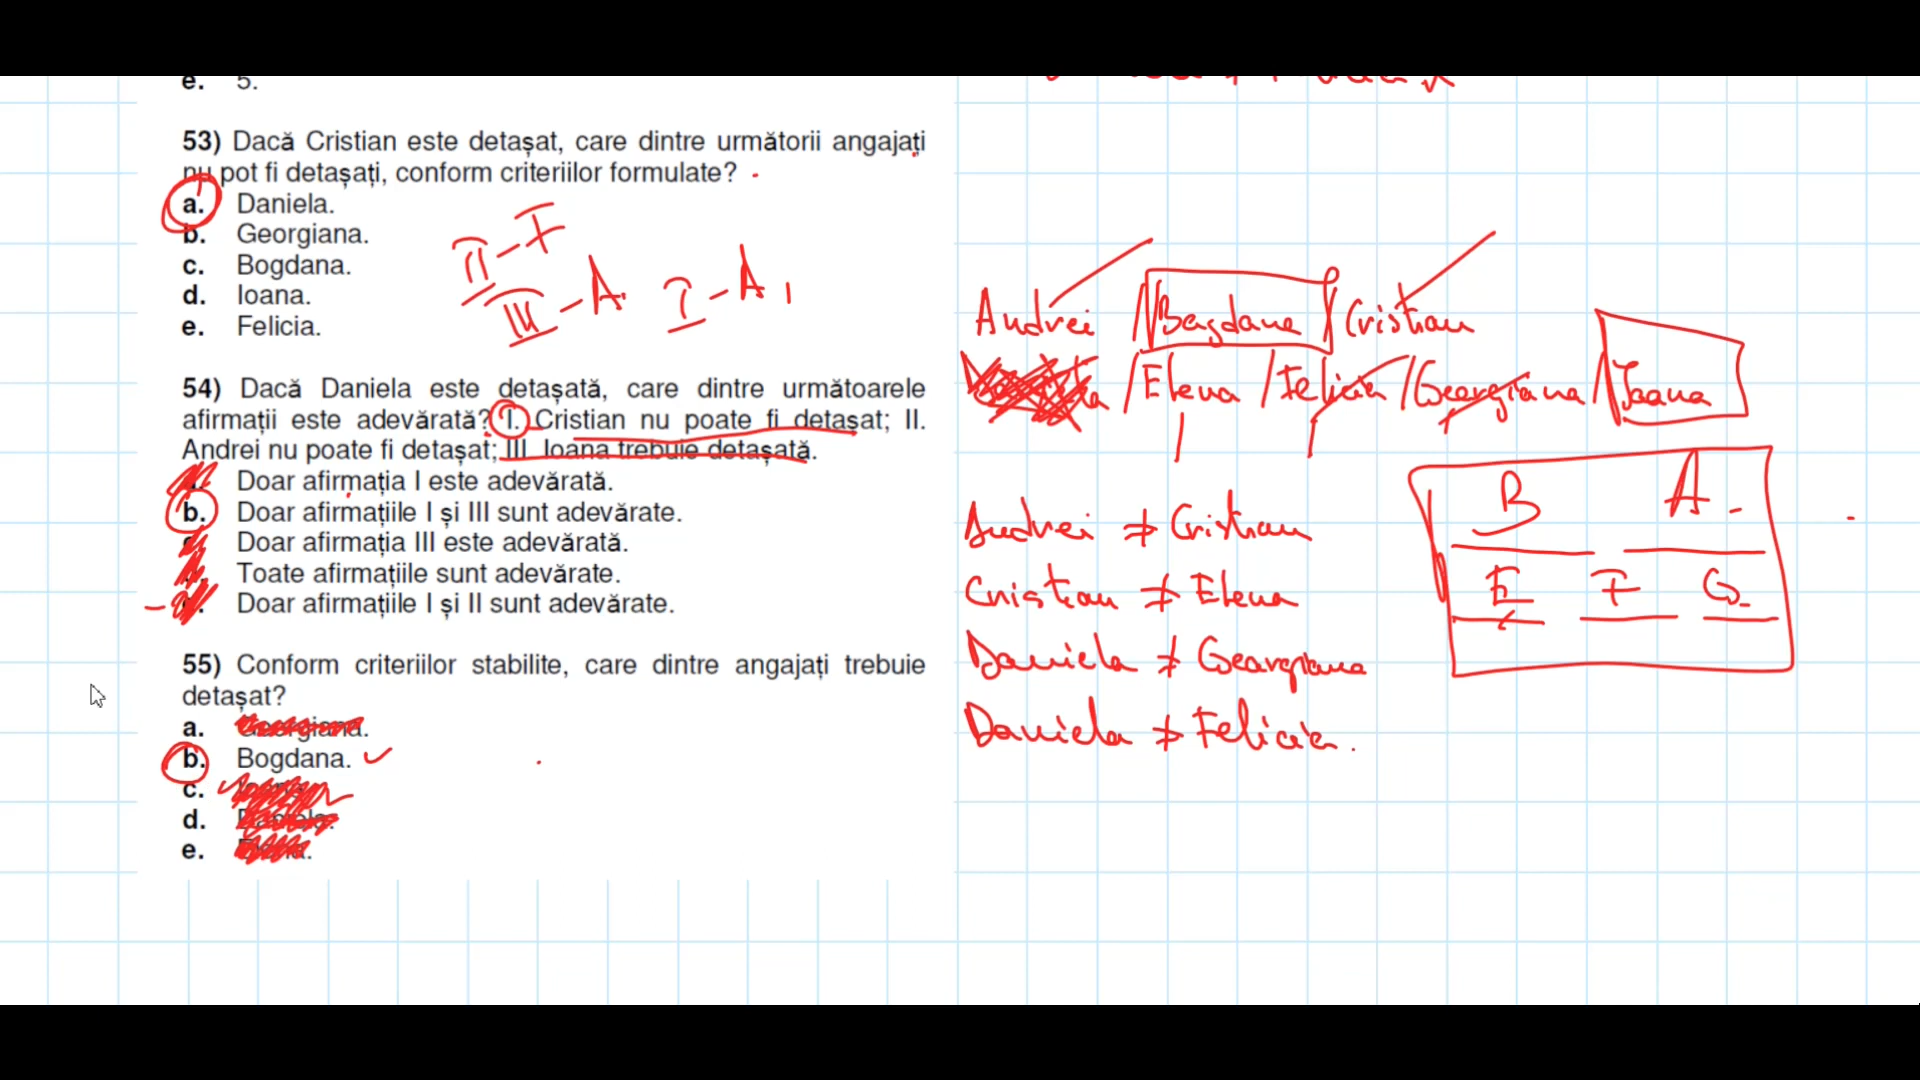 e. 5.
53) Dacă Cristian este detașat, care dintre următorii angajați
nu pot fi detașați, conform criteriilor formulate?
a. Daniela.
b. Georgiana.
c. Bogdana.
d. Ioana.
e. Felicia.
II - F
III - A.
I - A
54) Dacă Daniela este detașată, care dintre următoarele
afirmații este adevărată? I. Cristian nu poate fi detașat; II.
Andrei nu poate fi detașat; III. Ioana trebuie detașată.
Doar afirmația I este adevărată.
b. Doar afirmațiile I și III sunt adevărate.
Doar afirmația III este adevărată.
Toate afirmațiile sunt adevărate.
Doar afirmațiile I și II sunt adevărate.
55) Conform criteriilor stabilite, care dintre angajați trebuie
detașat?
a. Georgiana.
b. Bogdana.
c.
d. Daniela.
e.
Andrei / Bogdana / Cristian
/ Elena / Felicia / Georgiana / Ioana
Andrei ≠ Cristian
Cristian ≠ Elena
Daniela ≠ Georgiana
Daniela ≠ Felicia.
B A.
E F G